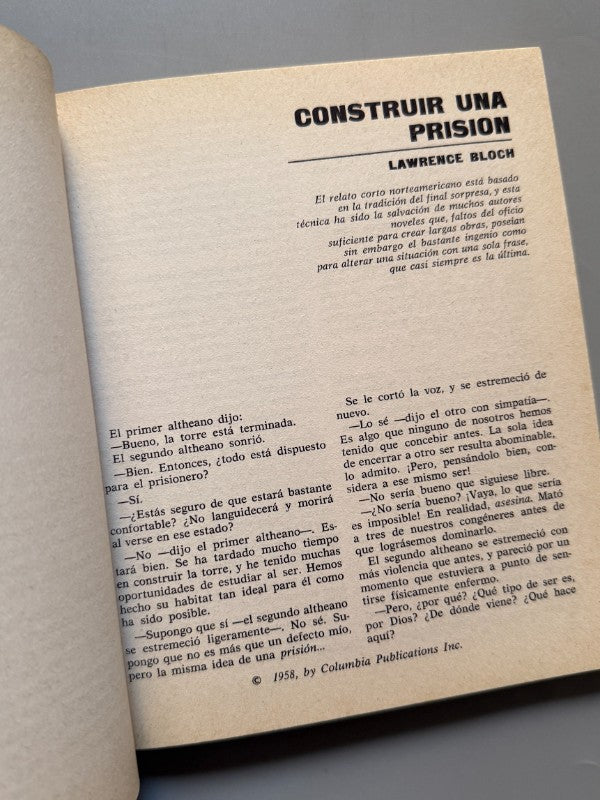 CONSTRUIR UNA
PRISION
LAWRENCE BLOCH
El relato corto norteamericano está basado
en la tradición del final sorpresa, y esta
técnica ha sido la salvación de muchos autores
noveles que, faltos del oficio
suficiente para crear largas obras, poseían
sin embargo el bastante ingenio como
para alterar una situación con una sola frase,
que casi siempre es la última.
El primer altheano dijo:
—Bueno, la torre está terminada.
El segundo altheano sonrió.
—Bien. Entonces, ¿todo está dispuesto
para el prisionero?
—Sí.
—¿Estás seguro de que estará bastante
confortable? ¿No languidecerá y morirá
al verse en ese estado?
—No —dijo el primer altheano—. Es-
tará bien. Se ha tardado mucho tiempo
en construir la torre, y he tenido muchas
oportunidades de estudiar al ser. Hemos
hecho su habitat tan ideal para él como
ha sido posible.
—Supongo que sí —el segundo altheano
se estremeció ligeramente—. No sé. Su-
pongo que no es más que un defecto mío,
pero la misma idea de una prisión...
Se le cortó la voz, y se estremeció de
nuevo.
—Lo sé —dijo el otro con simpatía—.
Es algo que ninguno de nosotros hemos
tenido que concebir antes. La sola idea
de encerrar a otro ser resulta abominable,
lo admito. ¡Pero, pensándolo bien, con-
sidera a ese mismo ser!
—No sería bueno que siguiese libre.
—¿No sería bueno? ¡Vaya, lo que sería
es imposible! En realidad, asesina. Mató
a tres de nuestros congéneres antes de
que lográsemos dominarlo.
El segundo altheano se estremeció con
más violencia que antes, y pareció por un
momento que estuviera a punto de sen-
tirse físicamente enfermo.
—Pero, ¿por qué? ¿Qué tipo de ser es,
por Dios? ¿De dónde viene? ¿Qué hace
aquí?
© 1958, by Columbia Publications Inc.